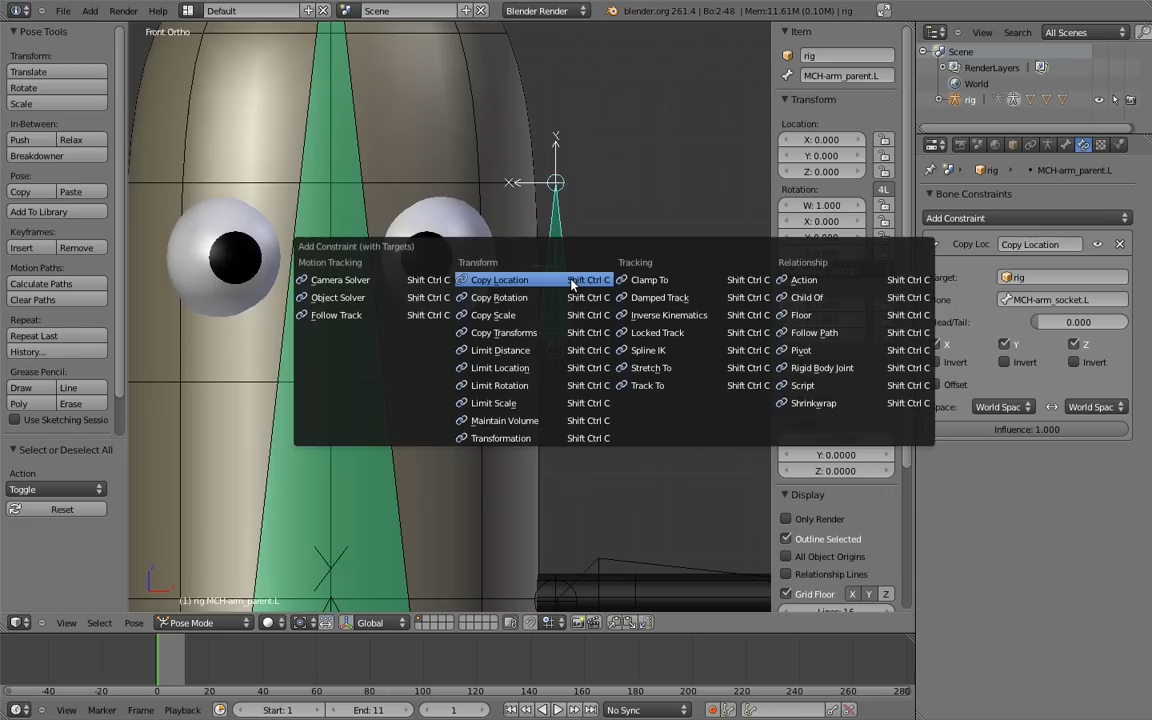 File Add Render Help Default Scene Blender Render blender.org 261.4 | Bo:2-48 | Mem:11.61M (0.10M) | rig
View Search All Scenes
Scene
RenderLayers
World
rig
Pose Tools
Transform:
Translate
Rotate
Scale
In-Between:
Push Relax
Breakdowner
Pose:
Copy Paste
Add To Library
Keyframes:
Insert Remove
Motion Paths:
Calculate Paths
Clear Paths
Repeat:
Repeat Last
History...
Grease Pencil:
Draw Line
Poly Erase
Use Sketching Sessio
Select or Deselect All
Action
Toggle
Reset
Front Ortho
Y
X
Add Constraint (with Targets)
Motion Tracking
Camera Solver Shift Ctrl C
Object Solver Shift Ctrl C
Follow Track Shift Ctrl C
Transform
Copy Location Shift Ctrl C
Copy Rotation Shift Ctrl C
Copy Scale Shift Ctrl C
Copy Transforms Shift Ctrl C
Limit Distance Shift Ctrl C
Limit Location Shift Ctrl C
Limit Rotation Shift Ctrl C
Limit Scale Shift Ctrl C
Maintain Volume Shift Ctrl C
Transformation Shift Ctrl C
Tracking
Clamp To Shift Ctrl C
Damped Track Shift Ctrl C
Inverse Kinematics Shift Ctrl C
Locked Track Shift Ctrl C
Spline IK Shift Ctrl C
Stretch To Shift Ctrl C
Track To Shift Ctrl C
Relationship
Action Shift Ctrl C
Child Of Shift Ctrl C
Floor Shift Ctrl C
Follow Path Shift Ctrl C
Pivot Shift Ctrl C
Rigid Body Joint Shift Ctrl C
Script Shift Ctrl C
Shrinkwrap Shift Ctrl C
(1) rig MCH-arm_parent.L
Item
rig
MCH-arm_parent.L
Transform
Location:
X: 0.000
Y: 0.000
Z: 0.000
Rotation: 4L
W: 1.000
X: 0.000
Y: 0.0000
Z: 0.0000
Display
Only Render
Outline Selected
All Object Origins
Relationship Lines
Grid Floor X Y Z
rig MCH-arm_parent.L
Bone Constraints
Add Constraint
Copy Loc Copy Location
arget: rig
one MCH-arm_socket.L
ead/Tail: 0.000
X Y Z
Invert Invert Invert
Offset
pace: World Spac World Spac
Influence: 1.000
View Select Pose Pose Mode Global
-40 -20 0 20 40 60 80 100 120 140 160 180 200 220 240 260 280
View Marker Frame Playback Start: 1 End: 11 1 No Sync